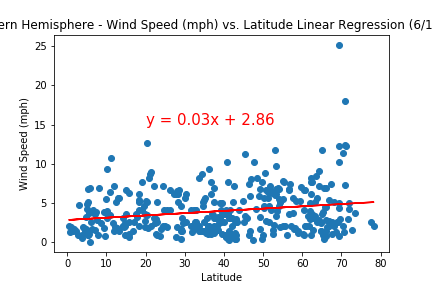 ern Hemisphere - Wind Speed (mph) vs. Latitude Linear Regression (6/1
25
20
15
10
5
0
Wind Speed (mph)
y = 0.03x + 2.86
0 10 20 30 40 50 60 70 80
Latitude